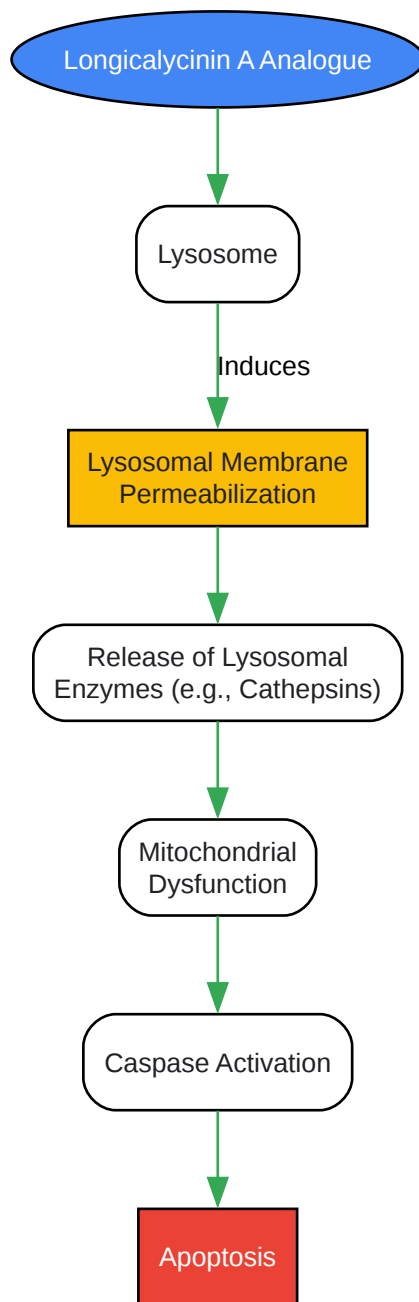 Longicalycinin A Analogue
Lysosome
Induces
Lysosomal Membrane
Permeabilization
Release of Lysosomal
Enzymes (e.g., Cathepsins)
Mitochondrial
Dysfunction
Caspase Activation
Apoptosis